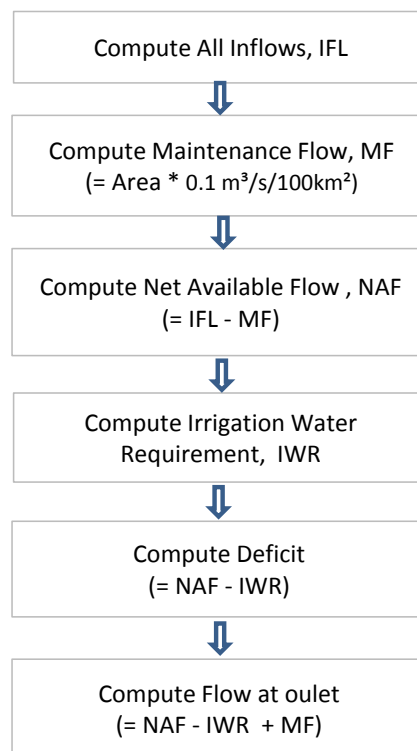 Compute All Inflows, IFL
Compute Maintenance Flow, MF
(= Area * 0.1 m³/s/100km²)
Compute Net Available Flow , NAF
(= IFL - MF)
Compute Irrigation Water
Requirement, IWR
Compute Deficit
(= NAF - IWR)
Compute Flow at oulet
(= NAF - IWR + MF)